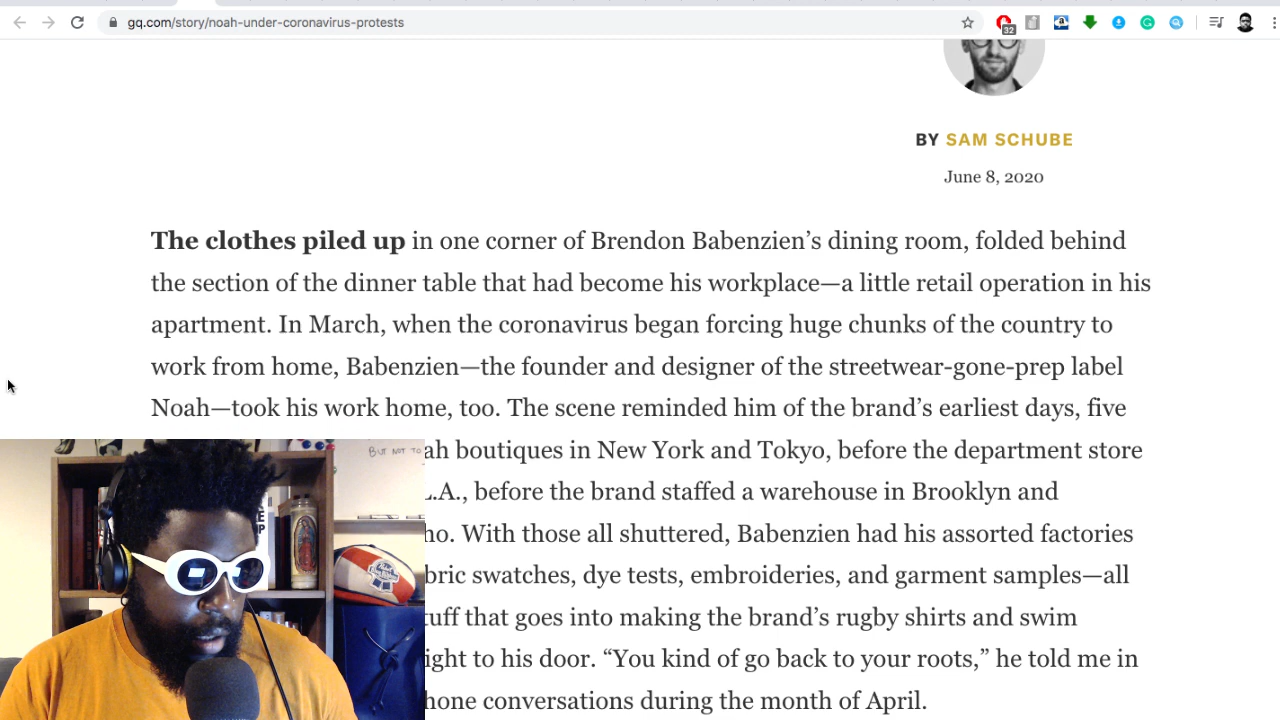 gq.com/story/noah-under-coronavirus-protests
32
BY SAM SCHUBE
June 8, 2020
The clothes piled up in one corner of Brendon Babenzien’s dining room, folded behind
the section of the dinner table that had become his workplace—a little retail operation in his
apartment. In March, when the coronavirus began forcing huge chunks of the country to
work from home, Babenzien—the founder and designer of the streetwear-gone-prep label
Noah—took his work home, too. The scene reminded him of the brand’s earliest days, five
ah boutiques in New York and Tokyo, before the department store
L.A., before the brand staffed a warehouse in Brooklyn and
ho. With those all shuttered, Babenzien had his assorted factories
bric swatches, dye tests, embroideries, and garment samples—all
tuff that goes into making the brand’s rugby shirts and swim
ight to his door. “You kind of go back to your roots,” he told me in
hone conversations during the month of April.
BUT NOT TO